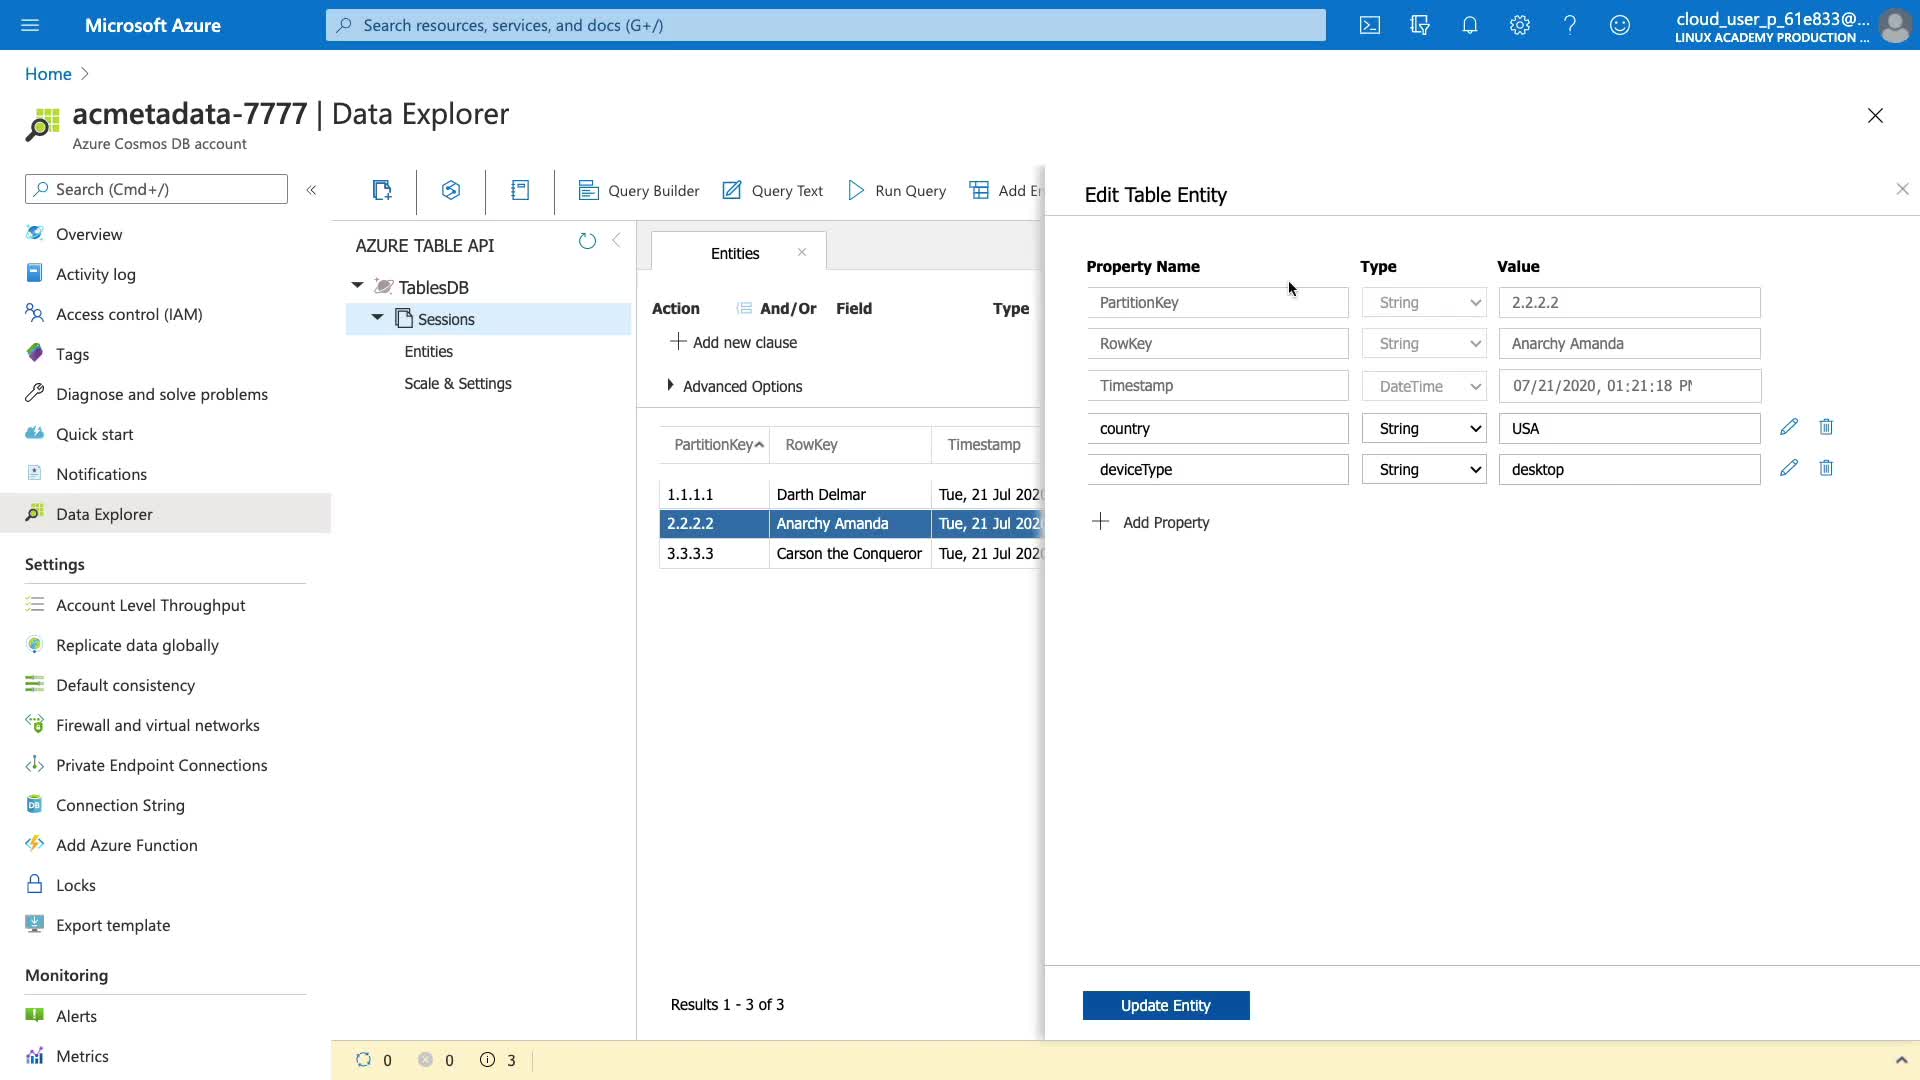 Microsoft Azure
Search resources, services, and docs (G+/)
cloud_user_p_61e833@...
LINUX ACADEMY PRODUCTION ...
Home
acmetadata-7777 | Data Explorer
Azure Cosmos DB account
Search (Cmd+/)
Overview
Activity log
Access control (IAM)
Tags
Diagnose and solve problems
Quick start
Notifications
Data Explorer
Settings
Account Level Throughput
Replicate data globally
Default consistency
Firewall and virtual networks
Private Endpoint Connections
Connection String
Add Azure Function
Locks
Export template
Monitoring
Alerts
Metrics
Query Builder
Query Text
Run Query
Add En
AZURE TABLE API
TablesDB
Sessions
Entities
Scale & Settings
Entities
Action And/Or Field Type
Add new clause
Advanced Options
PartitionKey RowKey Timestamp
1.1.1.1 Darth Delmar Tue, 21 Jul 2020
2.2.2.2 Anarchy Amanda Tue, 21 Jul 2020
3.3.3.3 Carson the Conqueror Tue, 21 Jul 2020
Results 1 - 3 of 3
0 0 3
Edit Table Entity
Property Name Type Value
PartitionKey String 2.2.2.2
RowKey String Anarchy Amanda
Timestamp DateTime 07/21/2020, 01:21:18 PM
country String USA
deviceType String desktop
Add Property
Update Entity